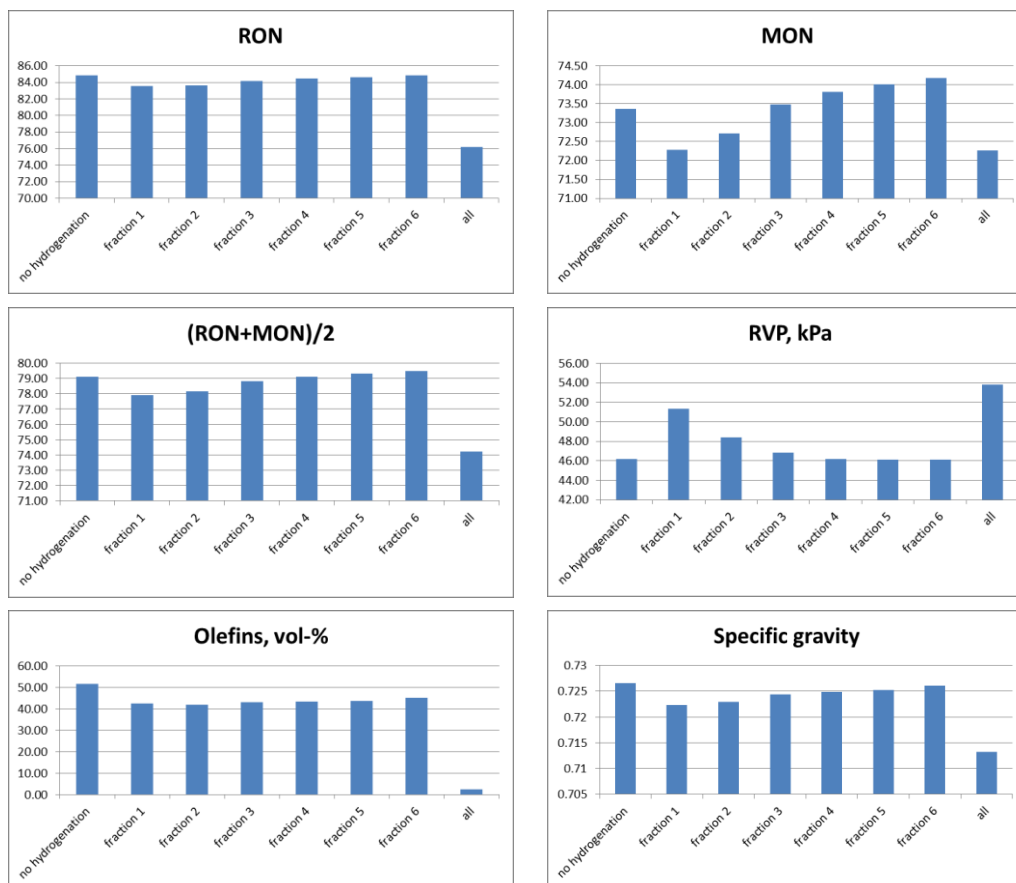 RON
86.00
84.00
82.00
80.00
78.00
76.00
74.00
72.00
70.00
no hydrogenation
fraction 1
fraction 2
fraction 3
fraction 4
fraction 5
fraction 6
all
MON
74.50
74.00
73.50
73.00
72.50
72.00
71.50
71.00
no hydrogenation
fraction 1
fraction 2
fraction 3
fraction 4
fraction 5
fraction 6
all
(RON+MON)/2
80.00
79.00
78.00
77.00
76.00
75.00
74.00
73.00
72.00
71.00
no hydrogenation
fraction 1
fraction 2
fraction 3
fraction 4
fraction 5
fraction 6
all
RVP, kPa
56.00
54.00
52.00
50.00
48.00
46.00
44.00
42.00
no hydrogenation
fraction 1
fraction 2
fraction 3
fraction 4
fraction 5
fraction 6
all
Olefins, vol-%
60.00
50.00
40.00
30.00
20.00
10.00
0.00
no hydrogenation
fraction 1
fraction 2
fraction 3
fraction 4
fraction 5
fraction 6
all
Specific gravity
0.73
0.725
0.72
0.715
0.71
0.705
no hydrogenation
fraction 1
fraction 2
fraction 3
fraction 4
fraction 5
fraction 6
all